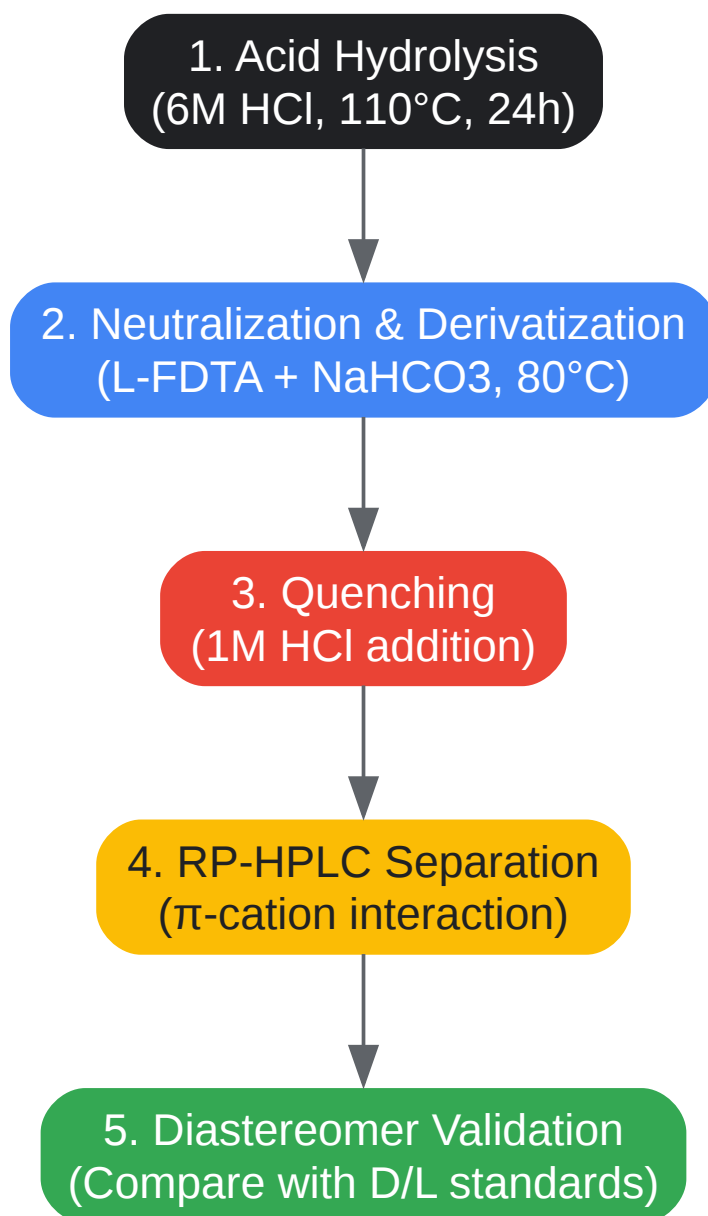 1. Acid Hydrolysis
(6M HCl, 110°C, 24h)
2. Neutralization & Derivatization
(L-FDTA + NaHCO3, 80°C)
3. Quenching
(1M HCl addition)
4. RP-HPLC Separation
(π-cation interaction)
5. Diastereomer Validation
(Compare with D/L standards)